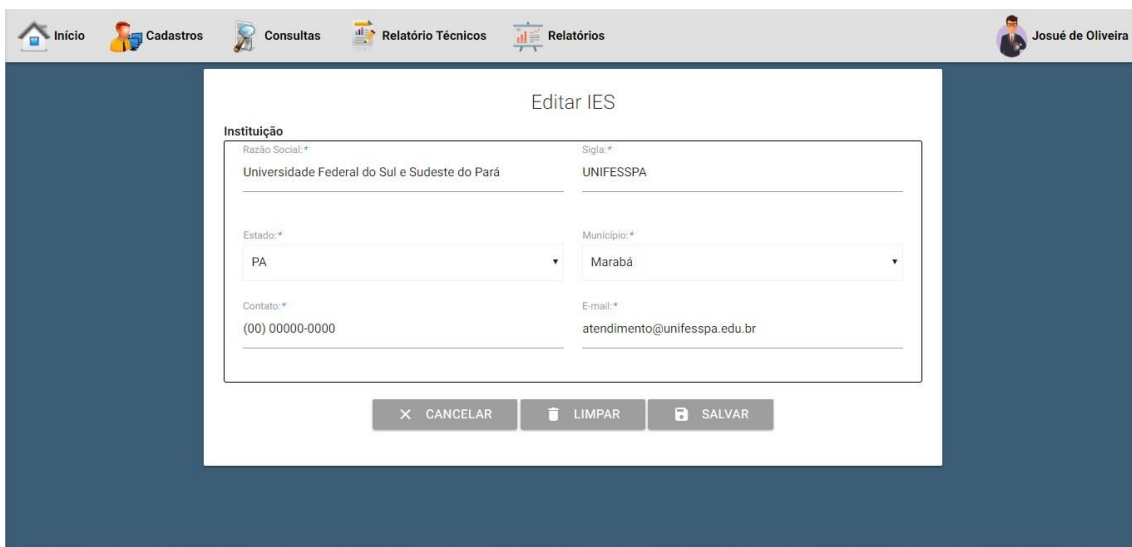 Início Cadastros Consultas Relatório Técnicos Relatórios Josué de Oliveira
Editar IES
Instituição
Razão Social:* Sigla:*
Universidade Federal do Sul e Sudeste do Pará UNIFESSPA
Estado:* Município:*
PA Marabá
Contato:* E-mail:*
(00) 00000-0000 atendimento@unifesspa.edu.br
CANCELAR LIMPAR SALVAR